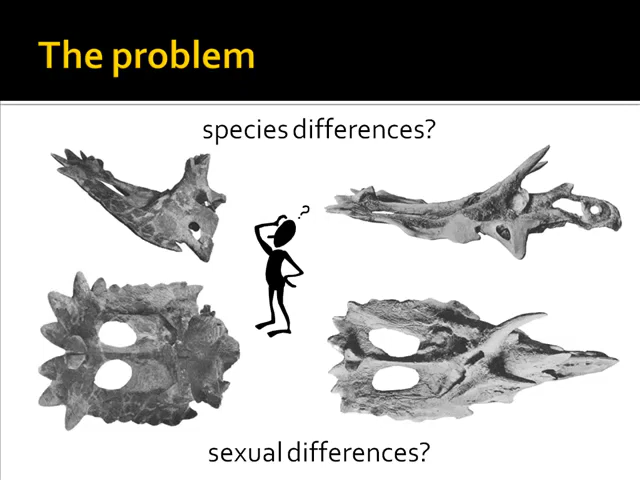 The problem
species differences?
?
sexual differences?